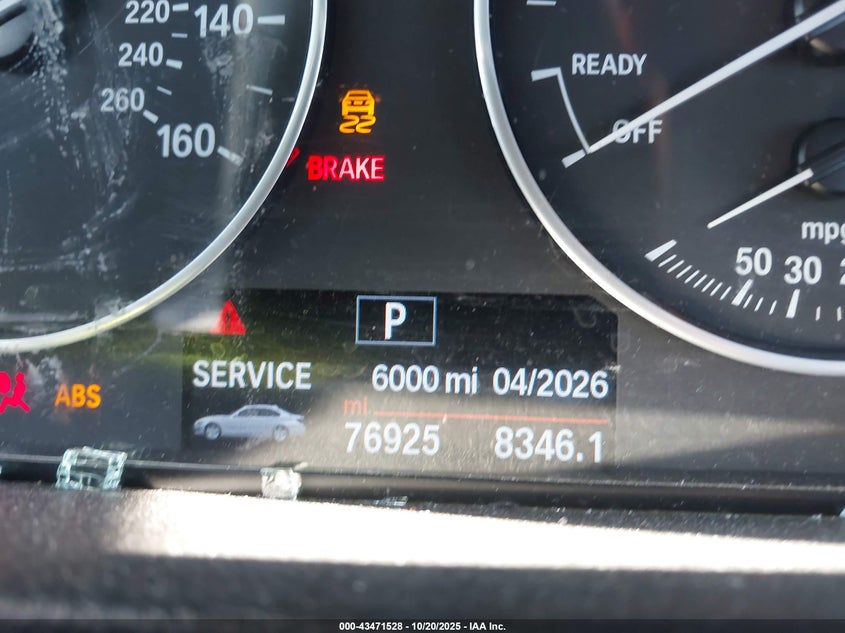 220 140
240
260
160
BRAKE
READY
OFF
mpg
50 30
P
SERVICE 6000 mi 04/2026
mi
76925 8346.1
ABS
000-43471528 - 10/20/2025 - IAA Inc.